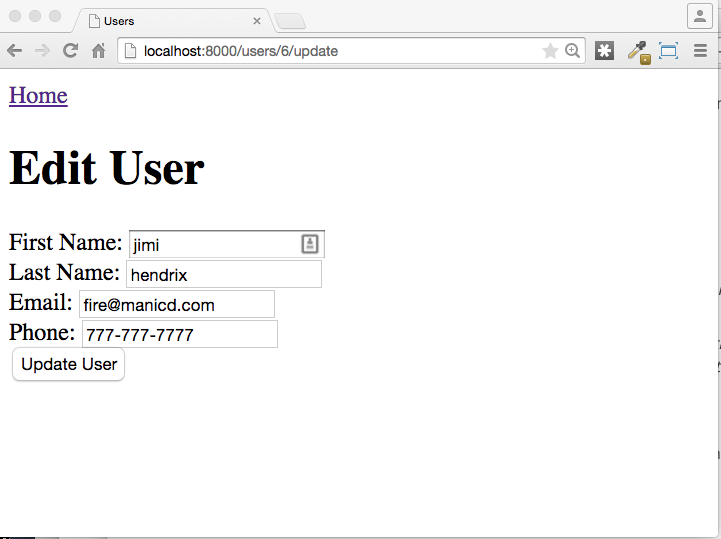 Users
localhost:8000/users/6/update
Home
Edit User
First Name: jimi
Last Name: hendrix
Email: fire@manicd.com
Phone: 777-777-7777
Update User